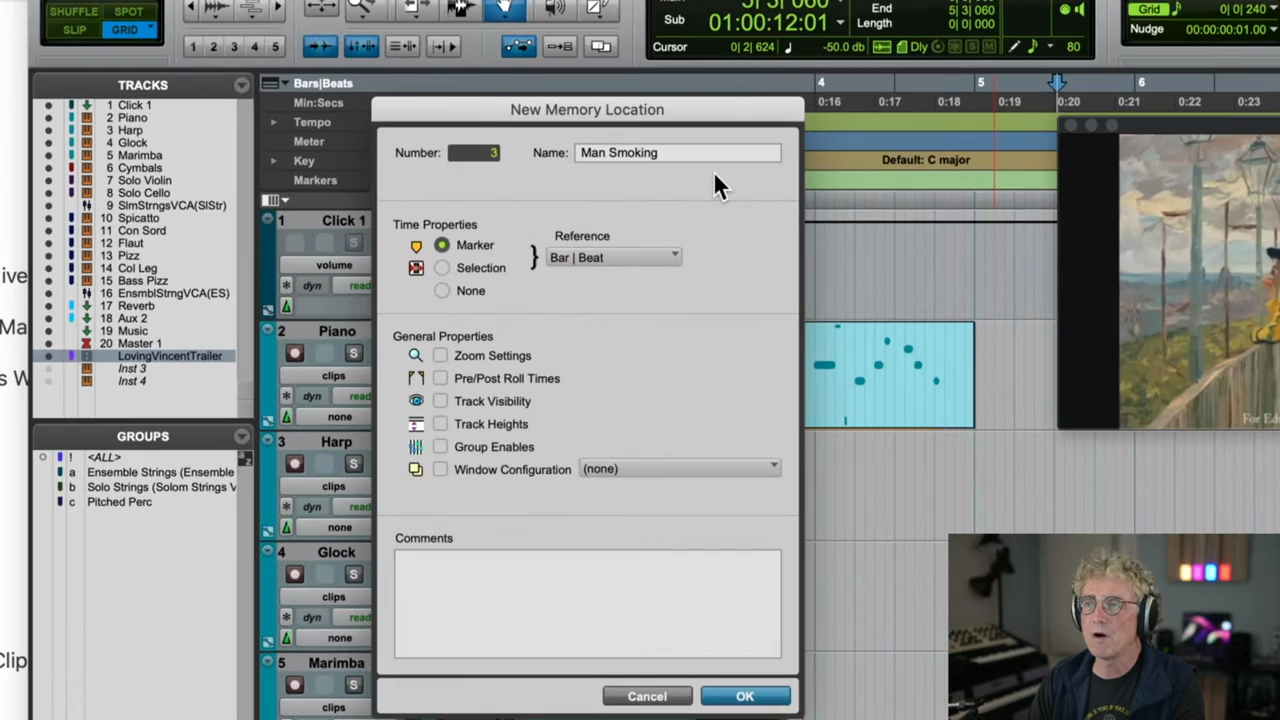 SHUFFLE SPOT
SLIP GRID
1 2 3 4 5
Sub 01:00:12:01
Cursor 0| 2| 624 -50.0 db
End 5| 3| 060
Length 0| 0| 000
Dly
80
Grid 0| 0| 240
Nudge 00:00:01.00
TRACKS
1 Click 1
2 Piano
3 Harp
4 Glock
5 Marimba
6 Cymbals
7 Solo Violin
8 Solo Cello
9 SlmStrngsVCA(SlStr)
10 Spicatto
11 Con Sord
12 Flaut
13 Pizz
14 Col Leg
15 Bass Pizz
16 EnsmblStrngVCA(ES)
17 Reverb
18 Aux 2
19 Music
20 Master 1
LovingVincentTrailer
Inst 3
Inst 4
GROUPS
! <ALL>
a Ensemble Strings (Ensemble
b Solo Strings (Solom Strings V
c Pitched Perc
Bars|Beats
Min:Secs
Tempo
Meter
Key
Markers
4 5 6
0:16 0:17 0:18 0:19 0:20 0:21 0:22 0:23
Default: C major
1 Click 1
S
volume
dyn read
2 Piano
S
clips
dyn read
none
3 Harp
S
clips
dyn read
none
4 Glock
S
clips
dyn read
none
5 Marimba
S
clips
New Memory Location
Number: 3 Name: Man Smoking
Time Properties
Reference
Marker
Bar | Beat
Selection
None
General Properties
Zoom Settings
Pre/Post Roll Times
Track Visibility
Track Heights
Group Enables
Window Configuration (none)
Comments
Cancel OK
For Ed
ive
Ma
s W
Clip